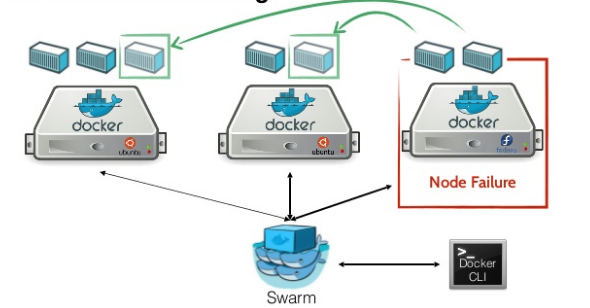 docker
ubuntu
docker
ubuntu
docker
fedora
Node Failure
Swarm
>_
Docker
CLI